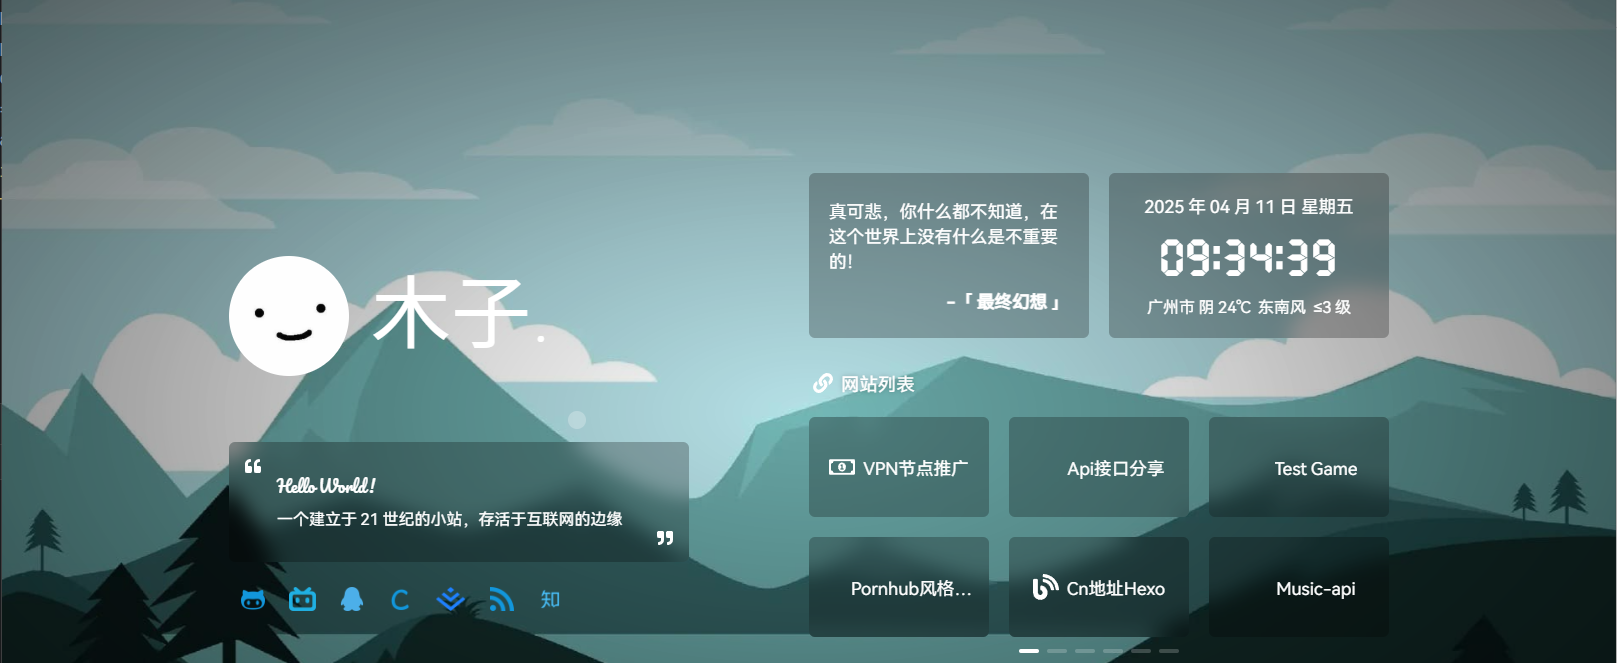 木子.
Hello World!
一个建立于 21 世纪的小站，存活于互联网的边缘
知
真可悲，你什么都不知道，在
这个世界上没有什么是不重要
的！
-「 最终幻想 」
2025 年 04 月 11 日 星期五
09:34:39
广州市 阴 24℃ 东南风 ≤3 级
网站列表
VPN节点推广
Api接口分享
Test Game
Pornhub风格...
Cn地址Hexo
Music-api